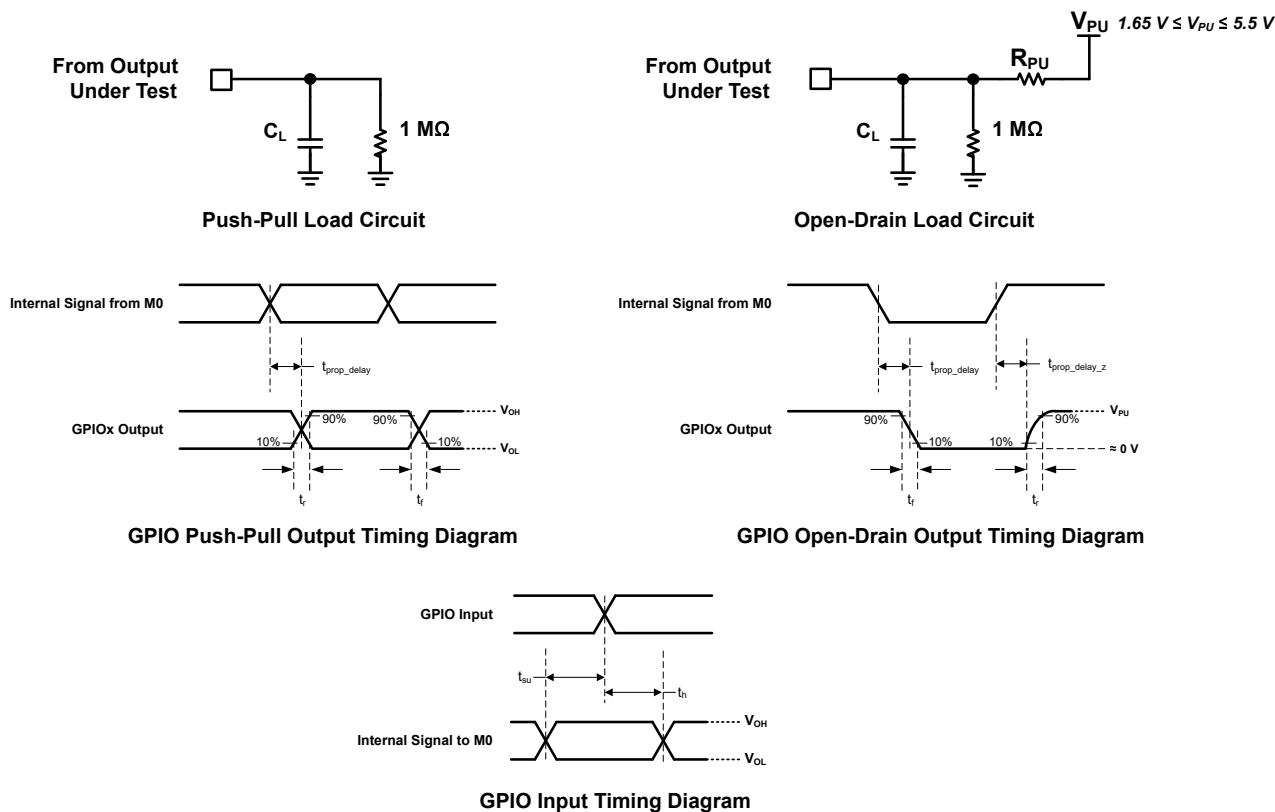 V_PU 1.65 V ≤ V_PU ≤ 5.5 V
From Output
Under Test
C_L
1 MΩ
Push-Pull Load Circuit
From Output
Under Test
R_PU
C_L
1 MΩ
Open-Drain Load Circuit
Internal Signal from M0
t_prop_delay
GPIOx Output
90%
90%
10%
10%
V_OH
V_OL
t_r
t_f
GPIO Push-Pull Output Timing Diagram
Internal Signal from M0
t_prop_delay
t_prop_delay_z
GPIOx Output
90%
10%
10%
90%
V_PU
≈ 0 V
t_f
t_r
GPIO Open-Drain Output Timing Diagram
GPIO Input
t_su
t_h
Internal Signal to M0
V_OH
V_OL
GPIO Input Timing Diagram